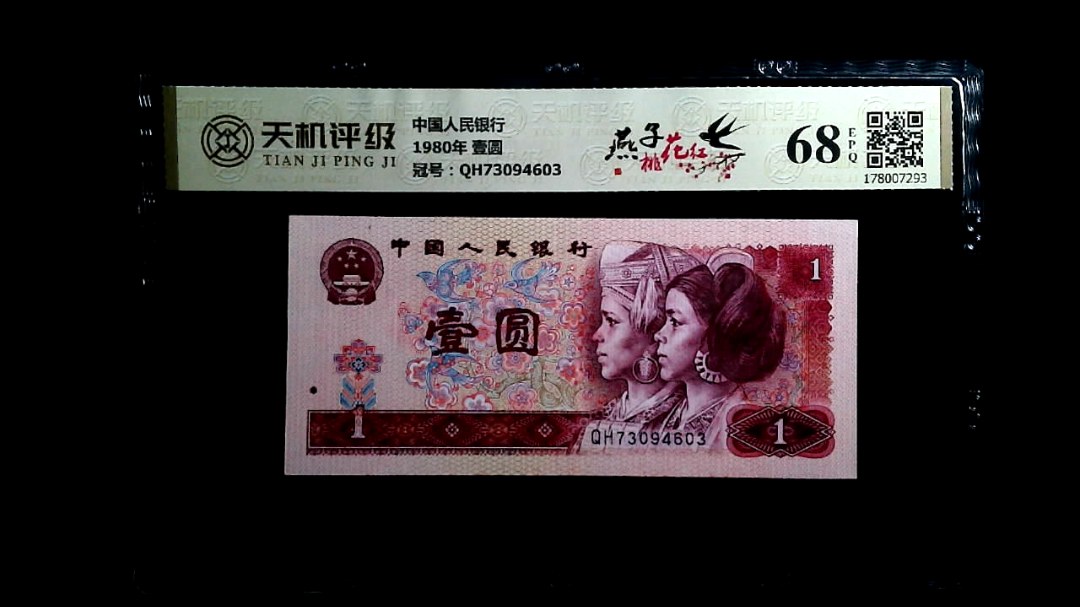 天机评级
TIAN JI PING JI
中国人民银行
1980年 壹圆
冠号：QH73094603
燕子
桃花红
68
EPQ
178007293
中国人民银行
1
壹圆
1
QH73094603
1